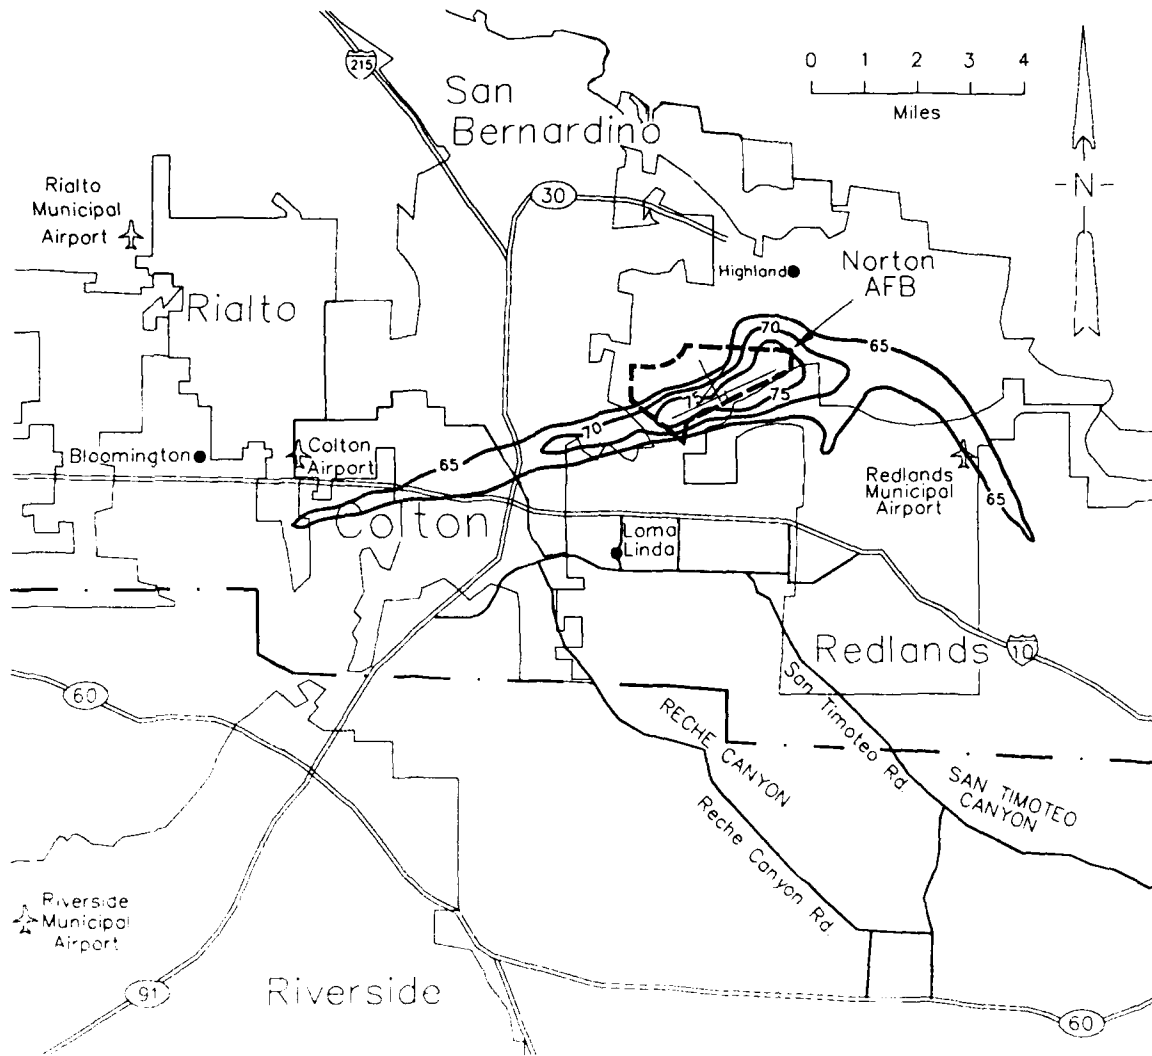 215
San
Bernardino
0 1 2 3 4
Miles
N
Rialto
Municipal
Airport
30
Highland
Norton
AFB
Rialto
70
65
75
75
70
65
65
Bloomington
Colton
Airport
Redlands
Municipal
Airport
Colton
Loma
Linda
Redlands
10
60
San Timoteo Rd.
RECHE CANYON
SAN TIMOTEO
CANYON
Reche Canyon Rd.
Riverside
Municipal
Airport
91
Riverside
60